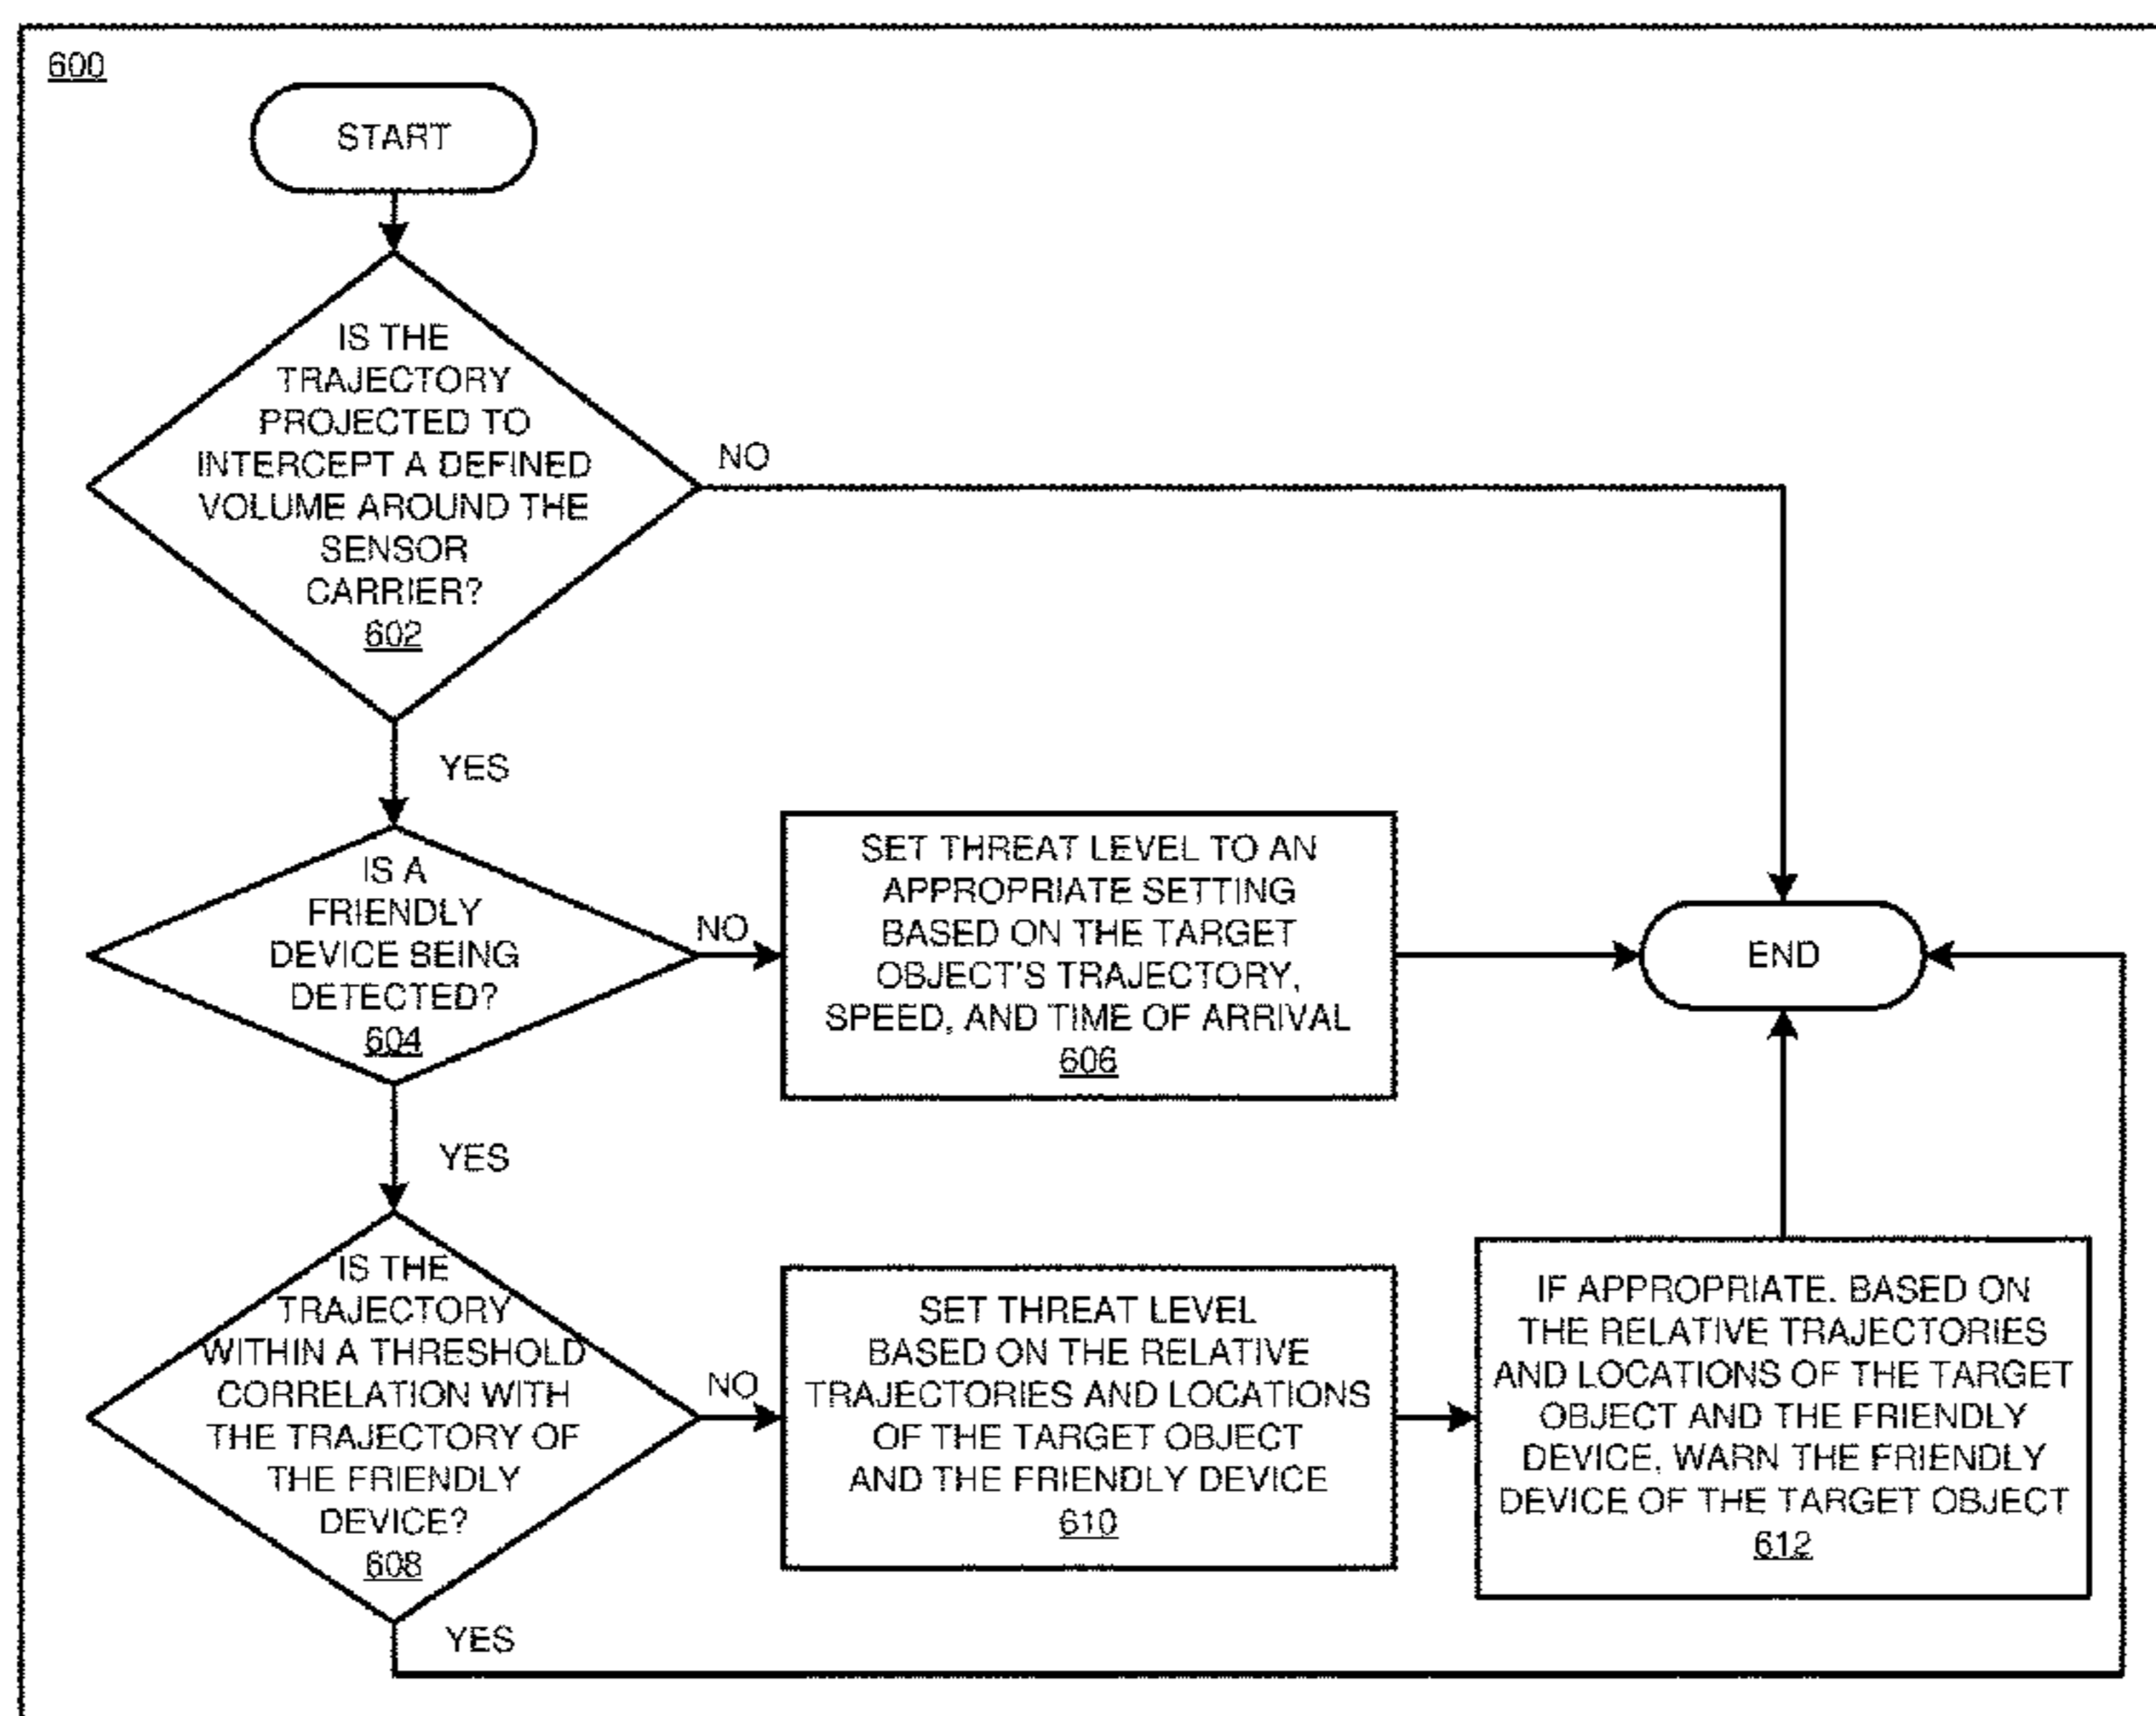 600
START
IS THE
TRAJECTORY
PROJECTED TO
INTERCEPT A DEFINED
VOLUME AROUND THE
SENSOR
CARRIER?
602
NO
YES
IS A
FRIENDLY
DEVICE BEING
DETECTED?
604
NO
SET THREAT LEVEL TO AN
APPROPRIATE SETTING
BASED ON THE TARGET
OBJECT'S TRAJECTORY,
SPEED, AND TIME OF ARRIVAL
606
END
YES
IS THE
TRAJECTORY
WITHIN A THRESHOLD
CORRELATION WITH
THE TRAJECTORY OF
THE FRIENDLY
DEVICE?
608
NO
SET THREAT LEVEL
BASED ON THE RELATIVE
TRAJECTORIES AND LOCATIONS
OF THE TARGET OBJECT
AND THE FRIENDLY DEVICE
610
IF APPROPRIATE, BASED ON
THE RELATIVE TRAJECTORIES
AND LOCATIONS OF THE TARGET
OBJECT AND THE FRIENDLY
DEVICE, WARN THE FRIENDLY
DEVICE OF THE TARGET OBJECT
612
YES